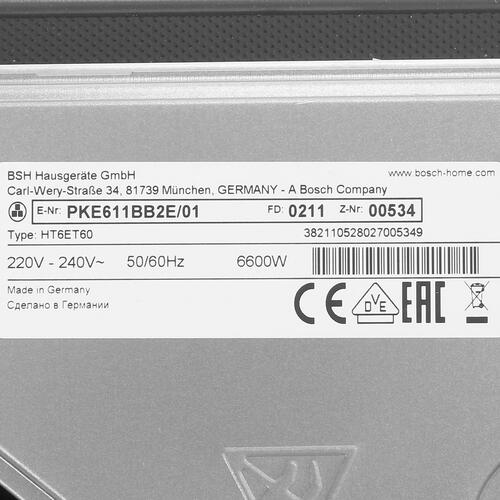 BSH Hausgeräte GmbH
www.bosch-home.com
Carl-Wery-Straße 34, 81739 München, GERMANY - A Bosch Company
E-Nr: PKE611BB2E/01 FD: 0211 Z-Nr: 00534
Type: HT6ET60 382110528027005349
220V - 240V~ 50/60Hz 6600W
Made in Germany
Сделано в Германии
CE DVE EAC